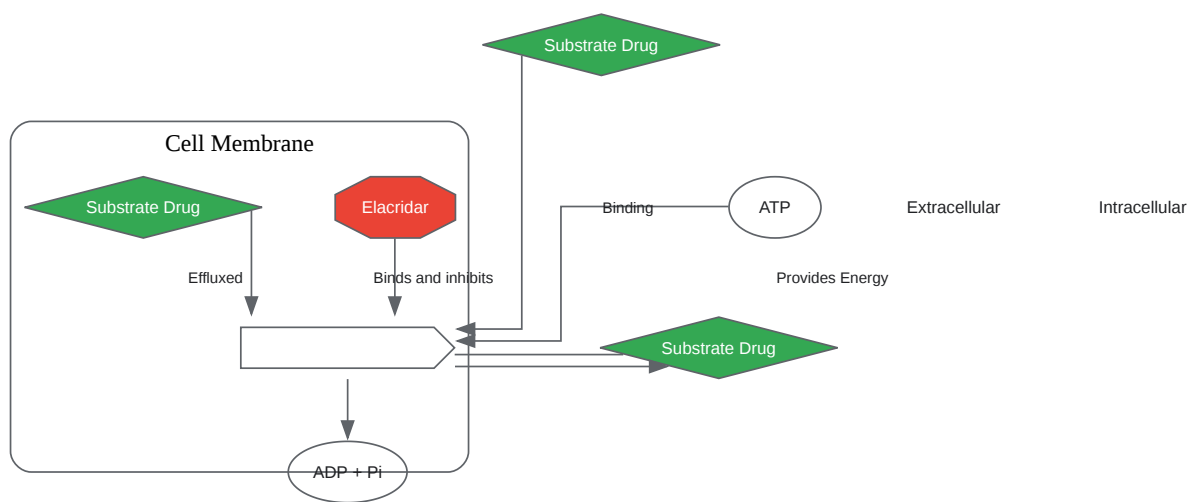 Substrate Drug
Cell Membrane
Substrate Drug
Elacridar
Binding
ATP
Extracellular
Intracellular
Effluxed
Binds and inhibits
Provides Energy
Substrate Drug
ADP + Pi